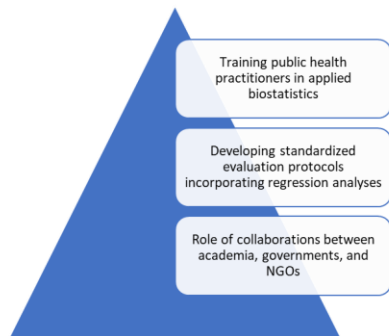 Training public health
practitioners in applied
biostatistics
Developing standardized
evaluation protocols
incorporating regression analyses
Role of collaborations between
academia, governments, and
NGOs